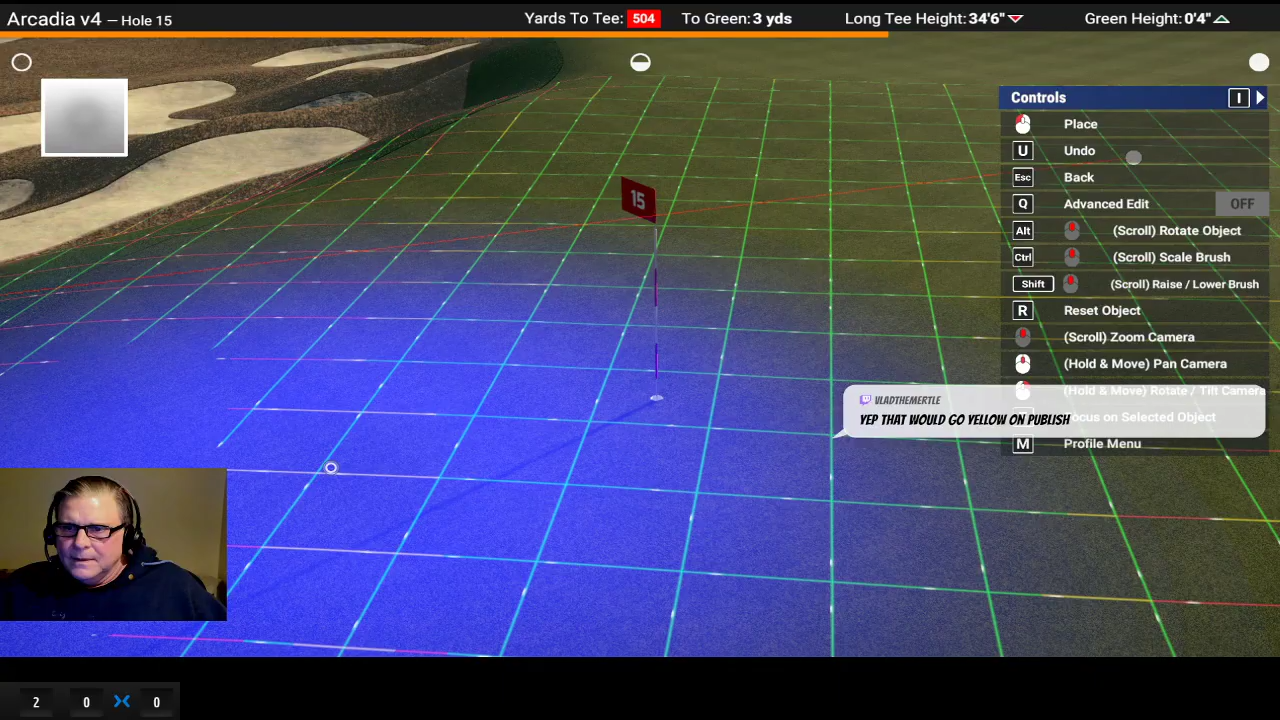 Arcadia v4 – Hole 15
Yards To Tee: 504
To Green: 3 yds
Long Tee Height: 34'6"
Green Height: 0'4"
Controls I
Place
U Undo
Esc Back
Q Advanced Edit OFF
Alt (Scroll) Rotate Object
Ctrl (Scroll) Scale Brush
Shift (Scroll) Raise / Lower Brush
R Reset Object
(Scroll) Zoom Camera
(Hold & Move) Pan Camera
(Hold & Move) Rotate / Tilt Camera
ocus on Selected Object
M Profile Menu
15
VLADTHEMERTLE
YEP THAT WOULD GO YELLOW ON PUBLISH
2 0 0